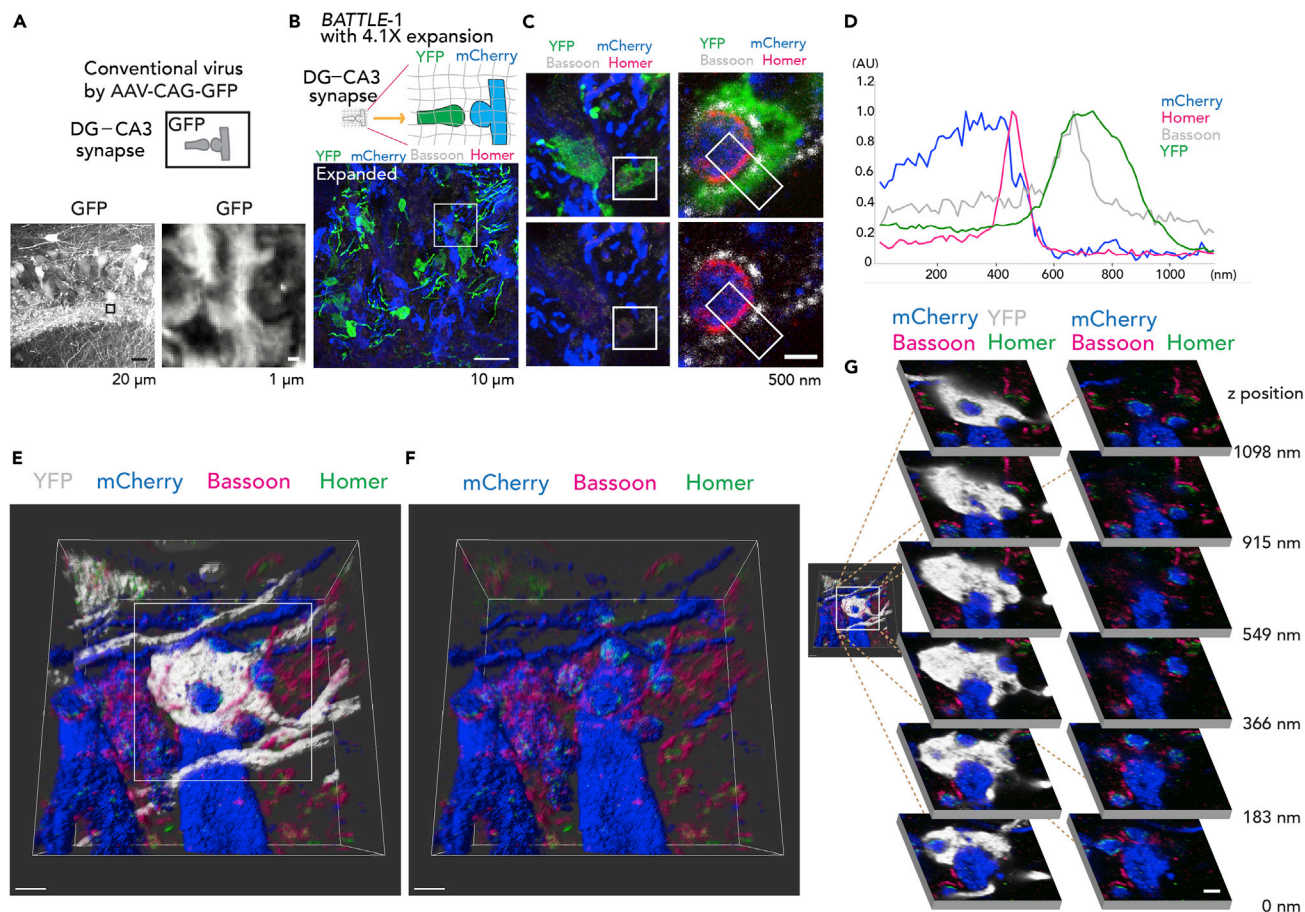 A
Conventional virus
by AAV-CAG-GFP
DG–CA3
synapse
GFP
GFP
GFP
20 µm
1 µm
B
BATTLE-1
with 4.1X expansion
YFP mCherry
DG–CA3
synapse
YFP mCherry Bassoon Homer
Expanded
10 µm
C
YFP mCherry
Bassoon Homer
YFP mCherry
Bassoon Homer
500 nm
D
(AU)
1.2
1.0
0.8
0.6
0.4
0.2
0
200 400 600 800 1000
(nm)
mCherry
Homer
Bassoon
YFP
E
YFP mCherry Bassoon Homer
F
mCherry Bassoon Homer
G
mCherry YFP
Bassoon Homer
mCherry
Bassoon Homer
z position
1098 nm
915 nm
549 nm
366 nm
183 nm
0 nm